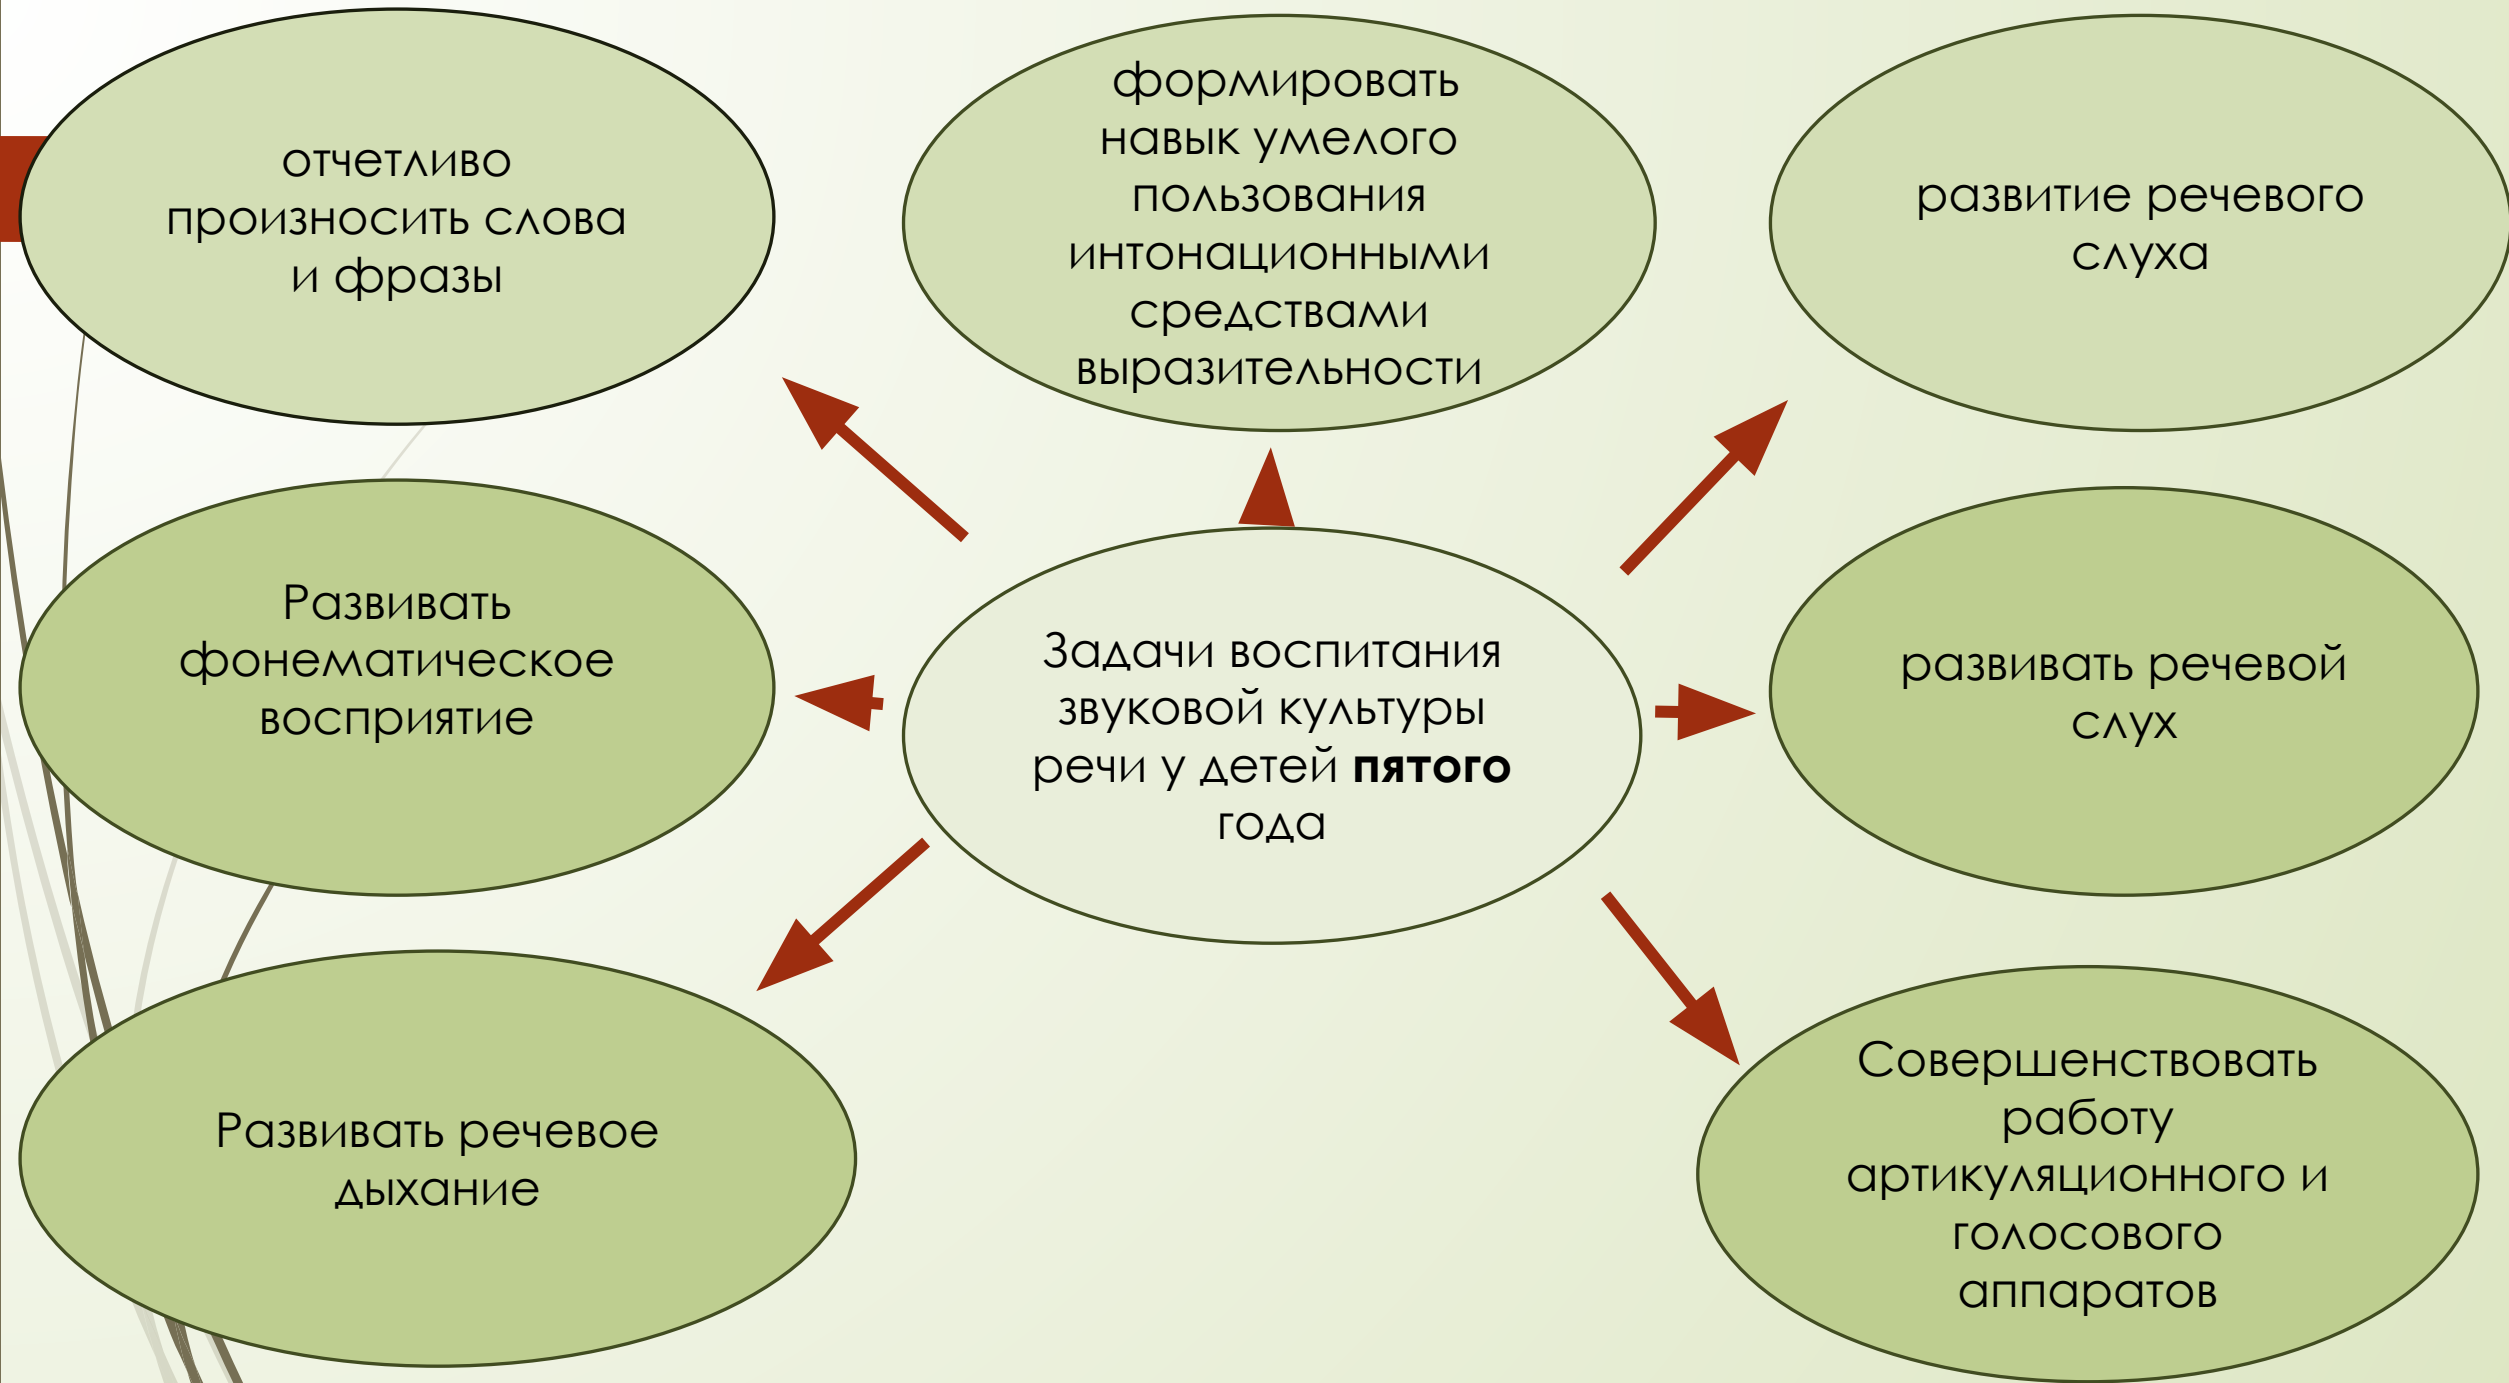 отчетливо
произносить слова
и фразы
формировать
навык умелого
пользования
интонационными
средствами
выразительности
развитие речевого
слуха
Развивать
фонематическое
восприятие
Задачи воспитания
звуковой культуры
речи у детей пятого
года
развивать речевой
слух
Развивать речевое
дыхание
Совершенствовать
работу
артикуляционного и
голосового
аппаратов